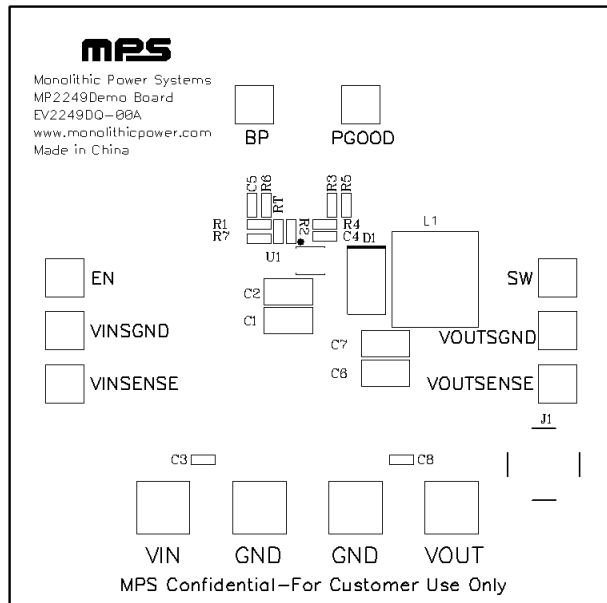 MPS
Monolithic Power Systems
MP2249Demo Board
EV2249DQ-00A
www.monolithicpower.com
Made in China
BP
PGOOD
C5
R6
RT
R3
R5
R1
R7
R2
R4
C4
D1
L1
U1
EN
C2
C1
SW
VINSGND
C7
VOUTSGND
VINSENSE
C6
VOUTSENSE
J1
C3
C8
VIN
GND
GND
VOUT
MPS Confidential-For Customer Use Only